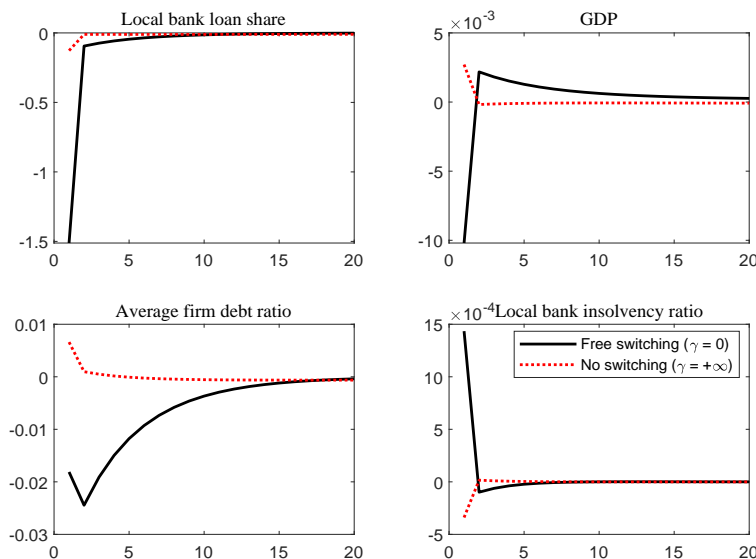 Local bank loan share
0
-0.5
-1
-1.5
0 5 10 15 20
GDP
×10⁻³
5
0
-5
-10
0 5 10 15 20
Average firm debt ratio
0.01
0
-0.01
-0.02
-0.03
0 5 10 15 20
×10⁻⁴ Local bank insolvency ratio
15
10
5
0
-5
0 5 10 15 20
Free switching (γ = 0)
No switching (γ = +∞)